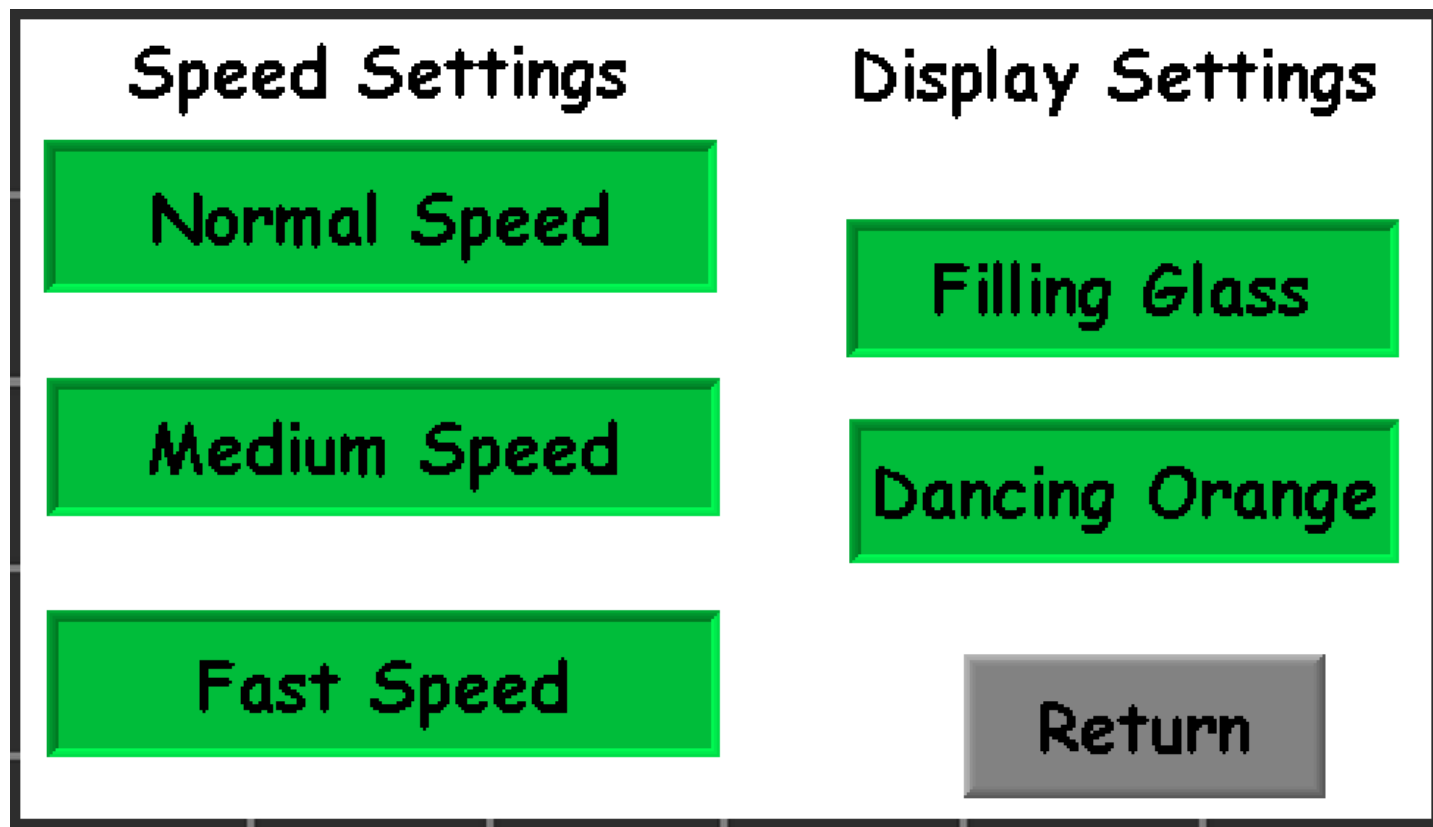 Speed Settings
Normal Speed
Medium Speed
Fast Speed
Display Settings
Filling Glass
Dancing Orange
Return